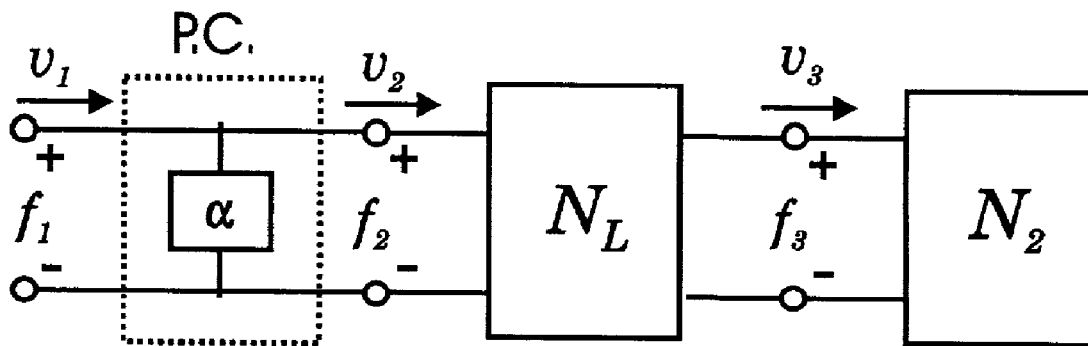 P.C.
v1 v2 v3
+ + +
f1 α f2 NL f3 N2
- - -